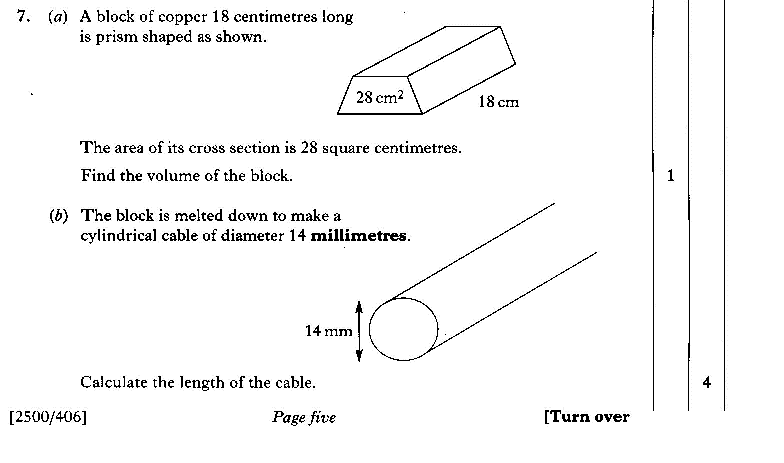 7. (a) A block of copper 18 centimetres long
is prism shaped as shown.
28 cm²
18 cm
The area of its cross section is 28 square centimetres.
Find the volume of the block.
1
(b) The block is melted down to make a
cylindrical cable of diameter 14 millimetres.
14 mm
Calculate the length of the cable.
4
[2500/406]
Page five
[Turn over